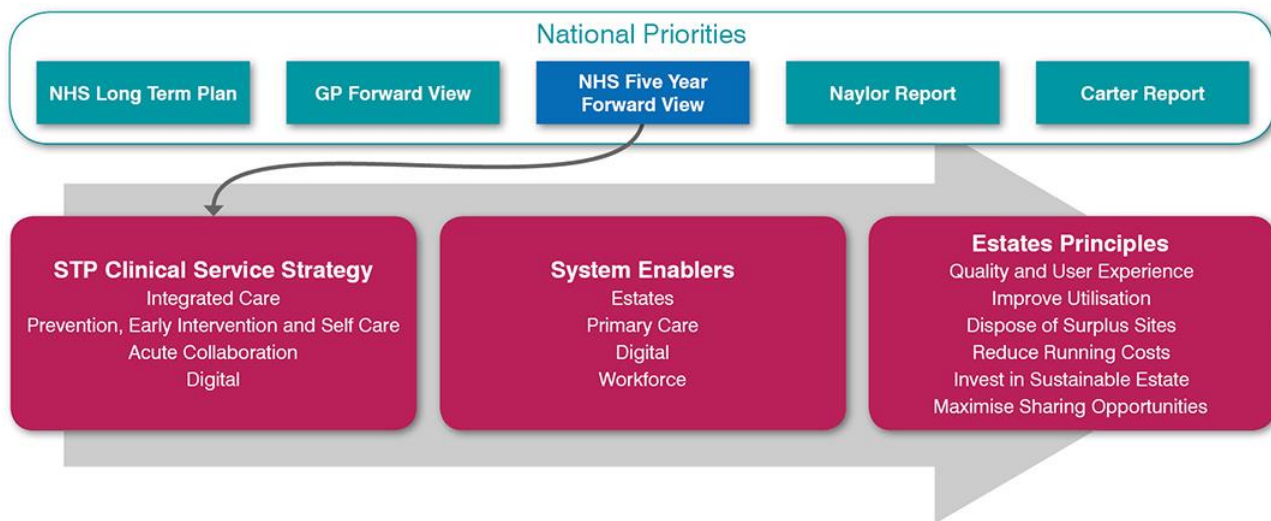 National Priorities
NHS Long Term Plan
GP Forward View
NHS Five Year
Forward View
Naylor Report
Carter Report
STP Clinical Service Strategy
Integrated Care
Prevention, Early Intervention and Self Care
Acute Collaboration
Digital
System Enablers
Estates
Primary Care
Digital
Workforce
Estates Principles
Quality and User Experience
Improve Utilisation
Dispose of Surplus Sites
Reduce Running Costs
Invest in Sustainable Estate
Maximise Sharing Opportunities